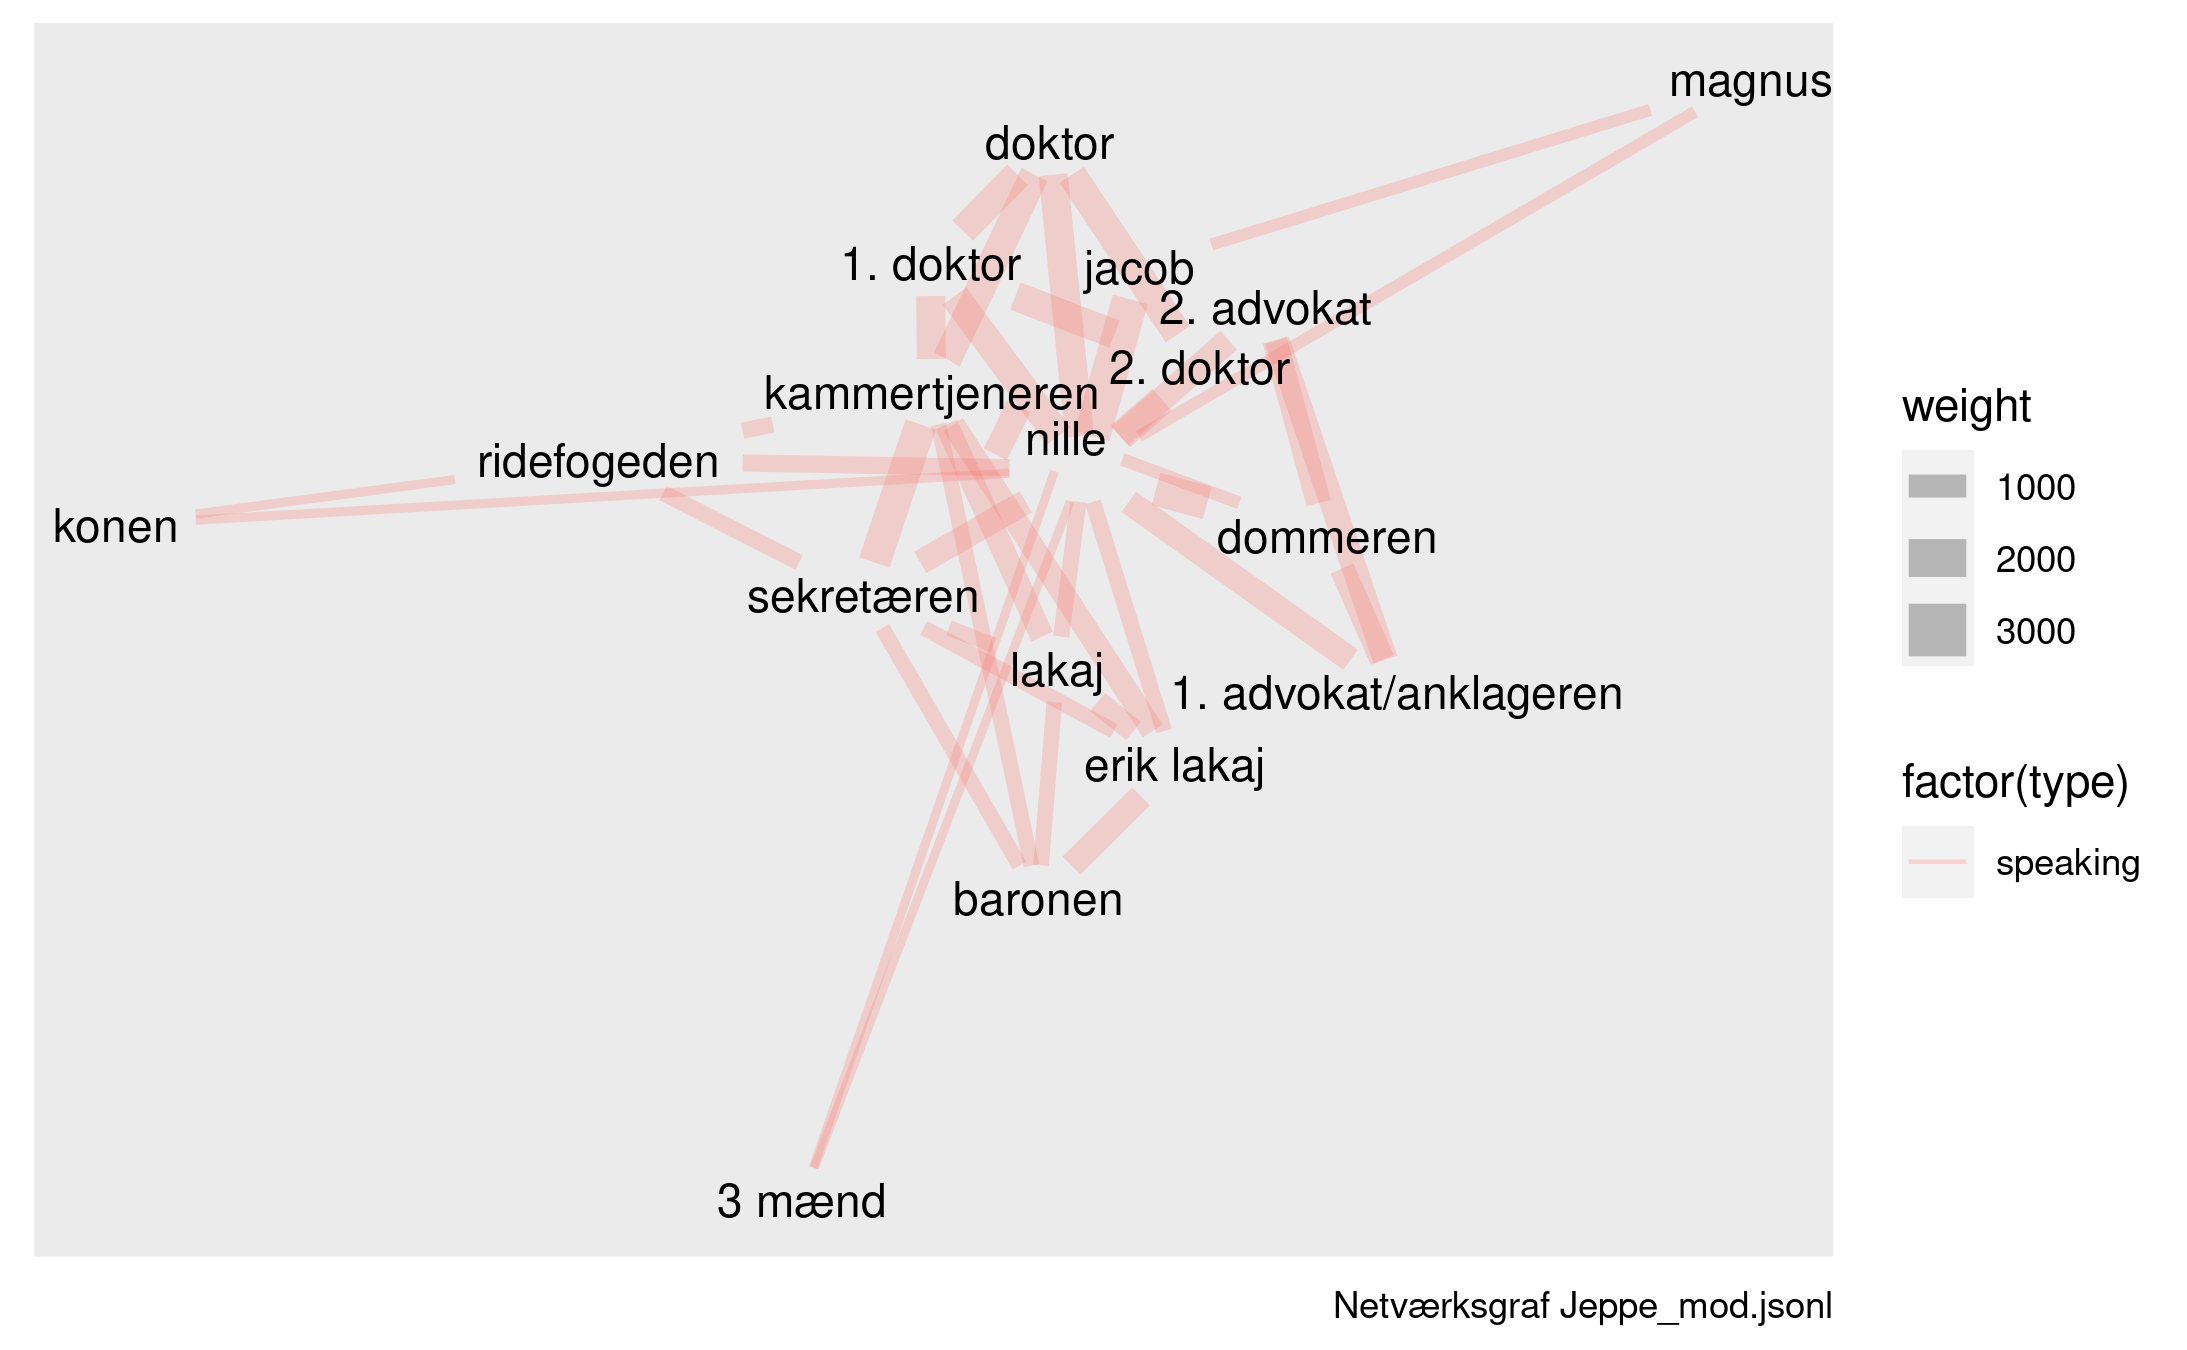 magnus
doktor
1. doktor
jacob
2. advokat
2. doktor
kammertjeneren
nille
ridefogeden
konen
dommeren
sekretæren
lakaj
1. advokat/anklageren
erik lakaj
baronen
3 mænd
weight
1000
2000
3000
factor(type)
speaking
Netværksgraf Jeppe_mod.jsonl